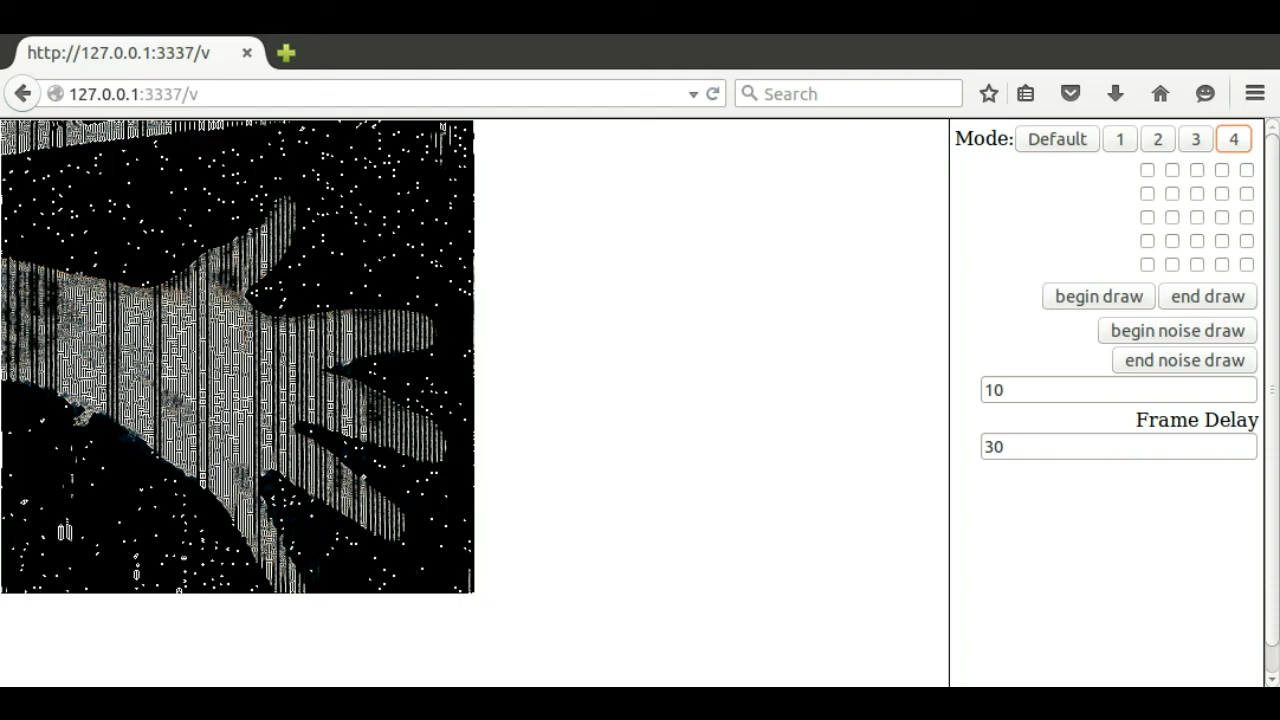 http://127.0.0.1:3337/v
127.0.0.1:3337/v
Search
Mode: Default 1 2 3 4
begin draw end draw
begin noise draw
end noise draw
10
Frame Delay
30